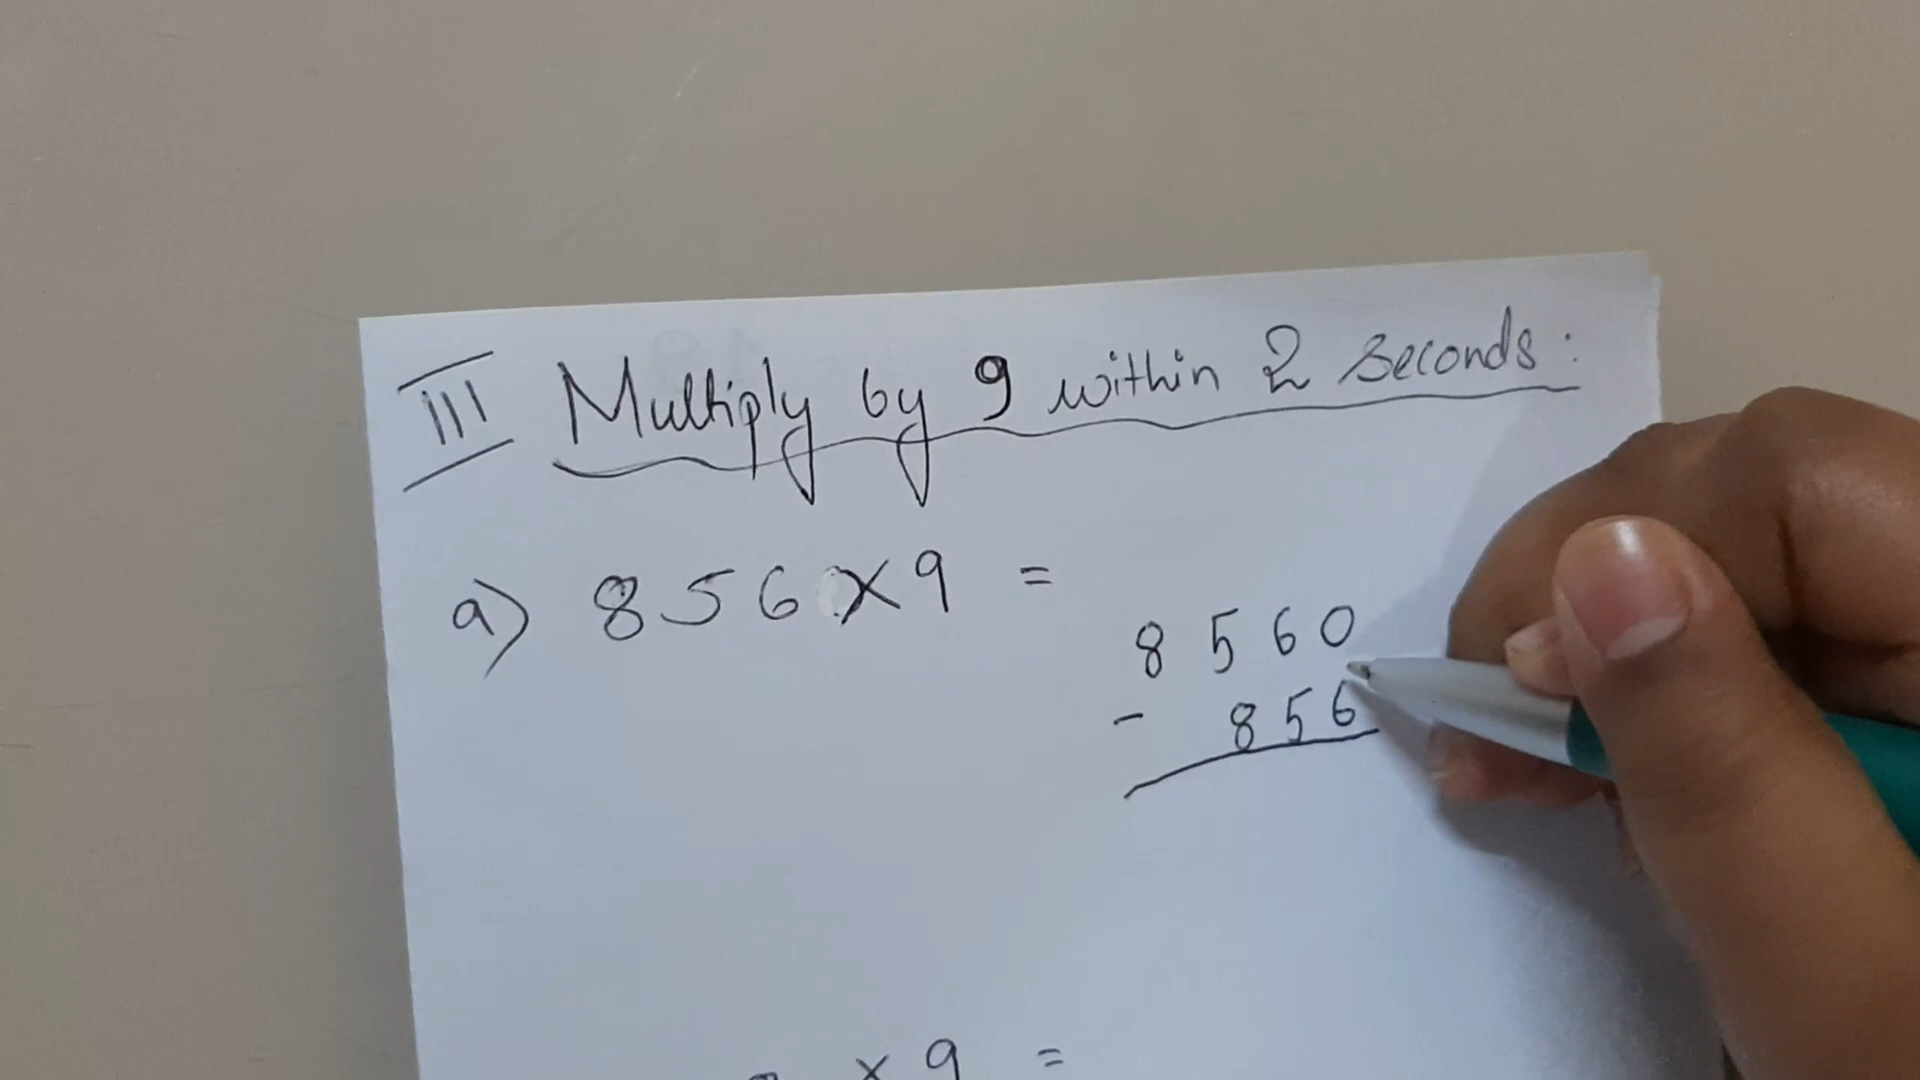 III Multiply by 9 within 2 seconds:
a) 856 × 9 =
8560
- 856
× 9 =